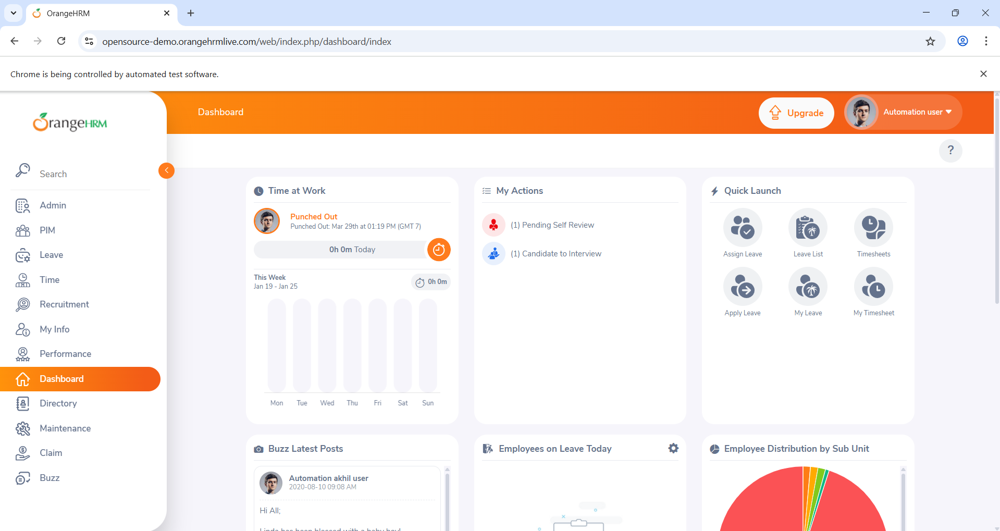 OrangeHRM
opensource-demo.orangehrmlive.com/web/index.php/dashboard/index
Chrome is being controlled by automated test software.
OrangeHRM
Dashboard
Upgrade
Automation user
?
Search
Admin
PIM
Leave
Time
Recruitment
My Info
Performance
Dashboard
Directory
Maintenance
Claim
Buzz
Time at Work
Punched Out
Punched Out: Mar 29th at 01:19 PM (GMT 7)
0h 0m Today
This Week
Jan 19 - Jan 25
0h 0m
Mon Tue Wed Thu Fri Sat Sun
My Actions
(1) Pending Self Review
(1) Candidate to Interview
Quick Launch
Assign Leave
Leave List
Timesheets
Apply Leave
My Leave
My Timesheet
Buzz Latest Posts
Automation akhil user
2020-08-10 09:08 AM
Hi All;
Linda has been blessed with a baby boy!
Employees on Leave Today
Employee Distribution by Sub Unit